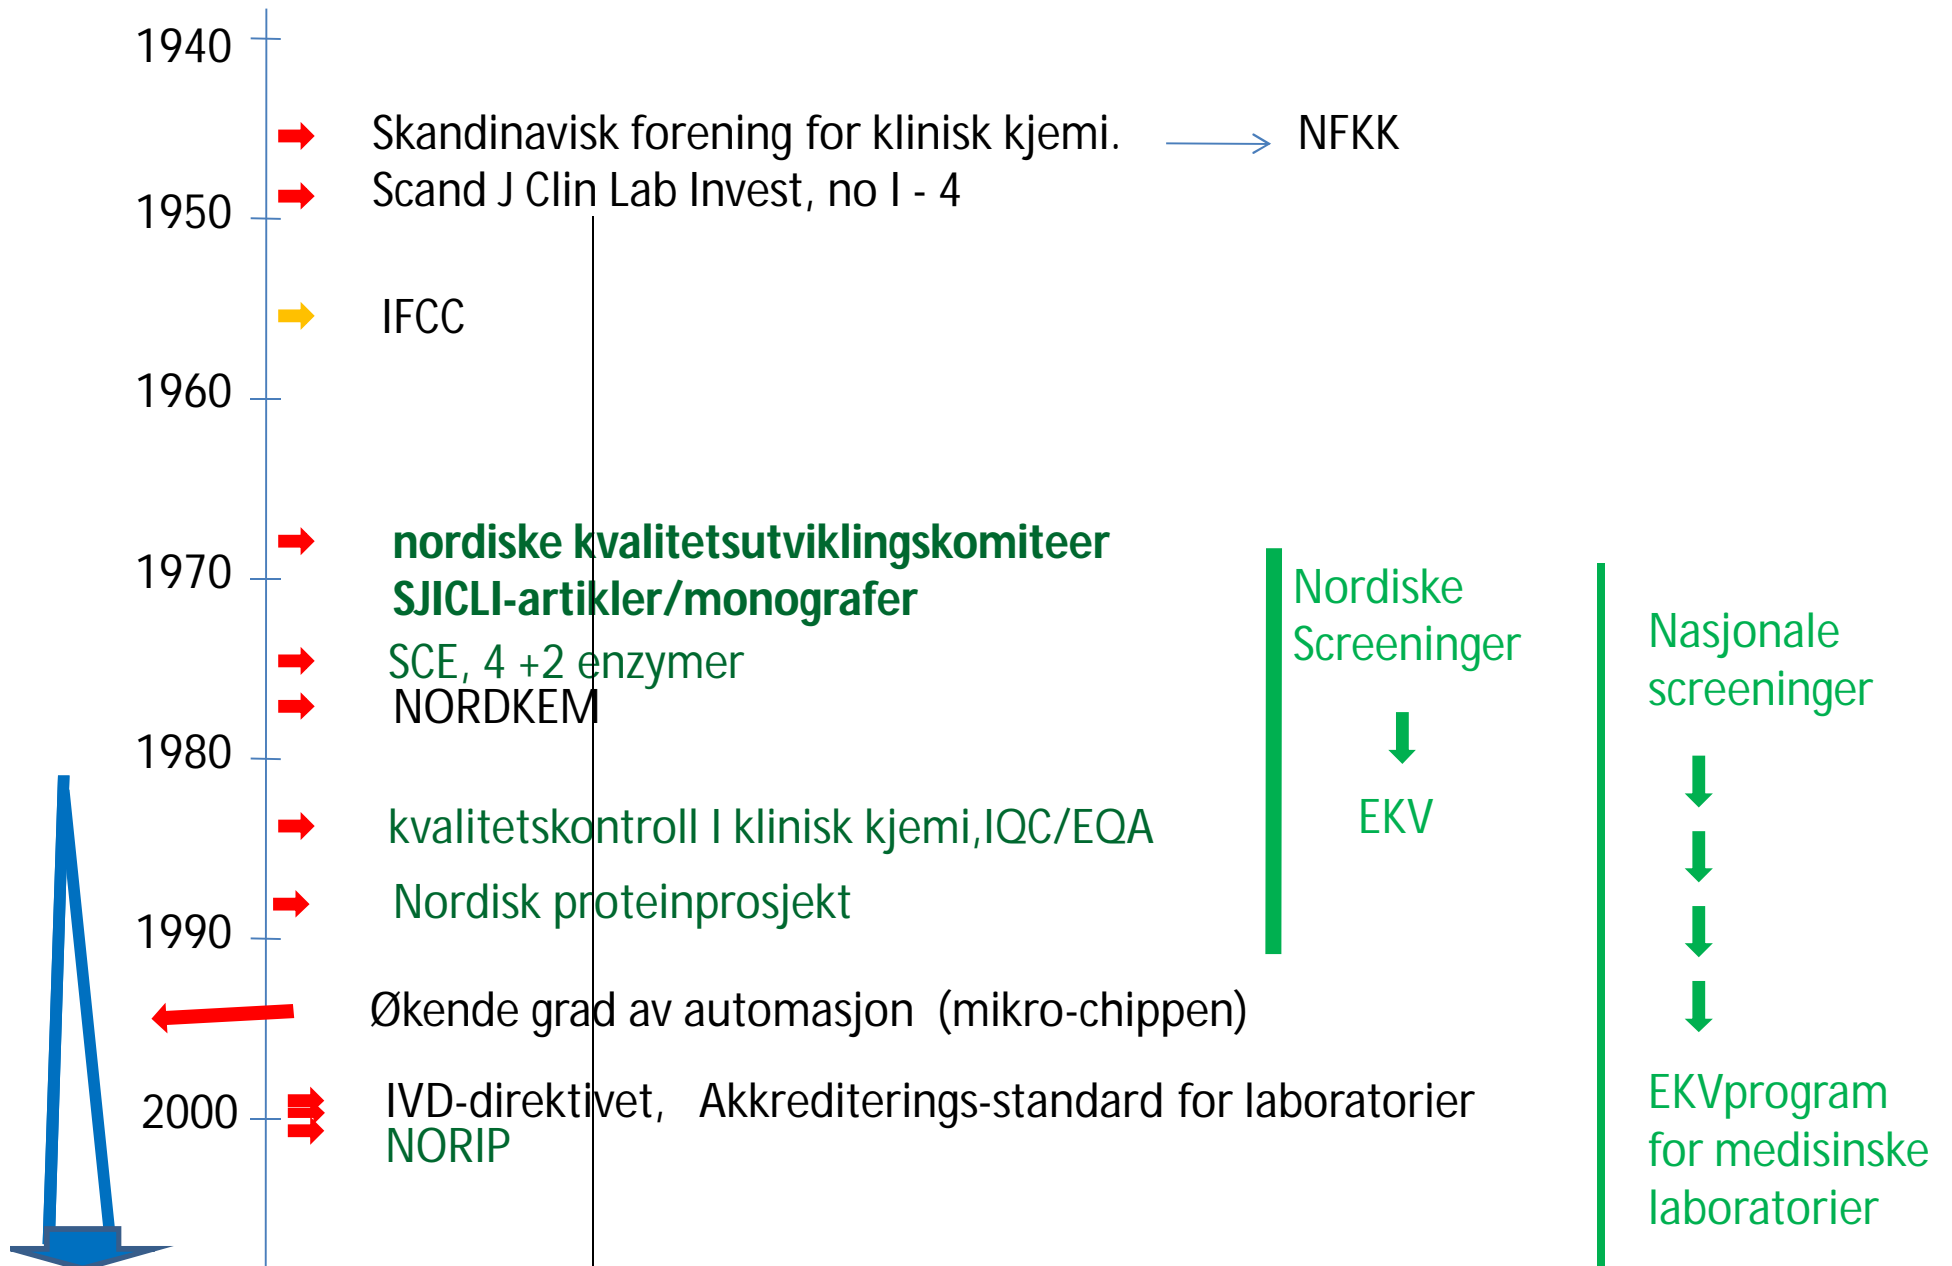 1940
Skandinavisk forening for klinisk kjemi. NFKK
Scand J Clin Lab Invest, no I - 4
1950
IFCC
1960
nordiske kvalitetsutviklingskomiteer
1970
SJICLI-artikler/monografer
Nordiske
Screeninger
Nasjonale
screeninger
SCE, 4 +2 enzymer
NORDKEM
1980
EKV
kvalitetskontroll I klinisk kjemi,IQC/EQA
Nordisk proteinprosjekt
1990
Økende grad av automasjon (mikro-chippen)
2000
IVD-direktivet, Akkrediterings-standard for laboratorier
NORIP
EKVprogram
for medisinske
laboratorier